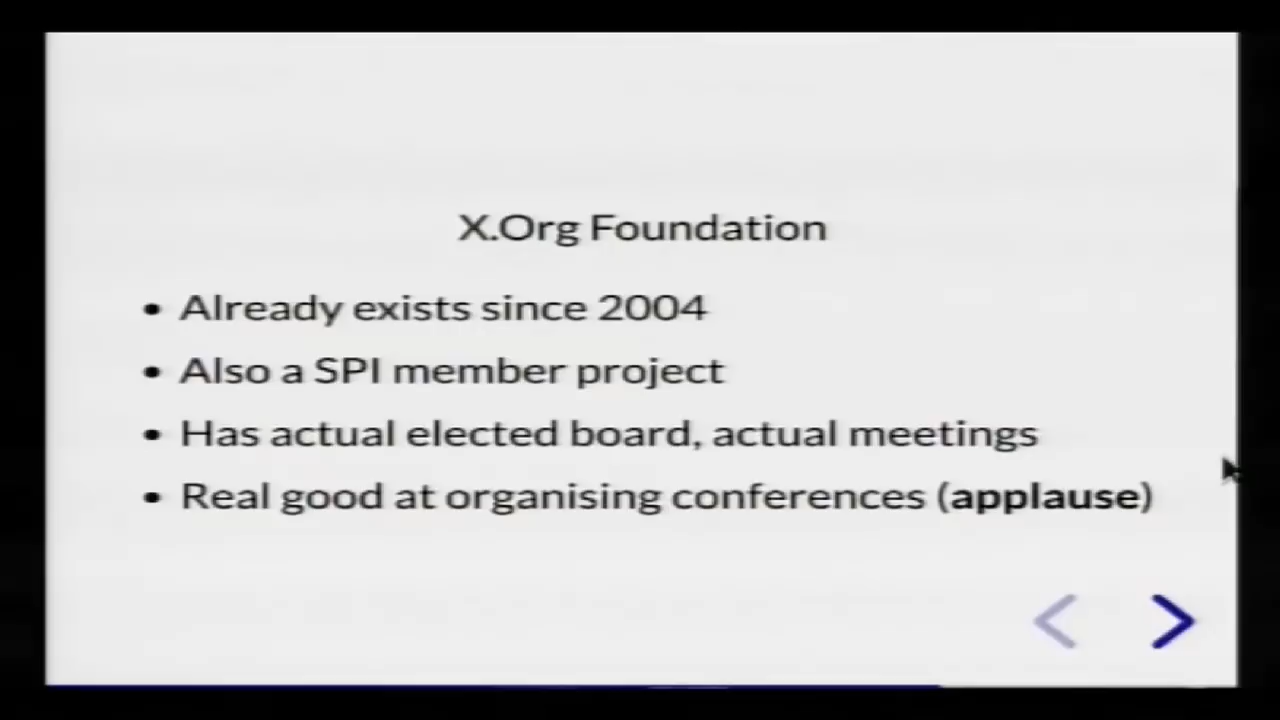 X.Org Foundation
• Already exists since 2004
• Also a SPI member project
• Has actual elected board, actual meetings
• Real good at organising conferences (applause)